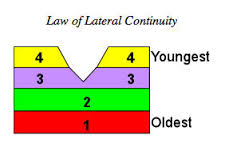 Law of Lateral Continuity
4 4 Youngest
3 3
2
1 Oldest